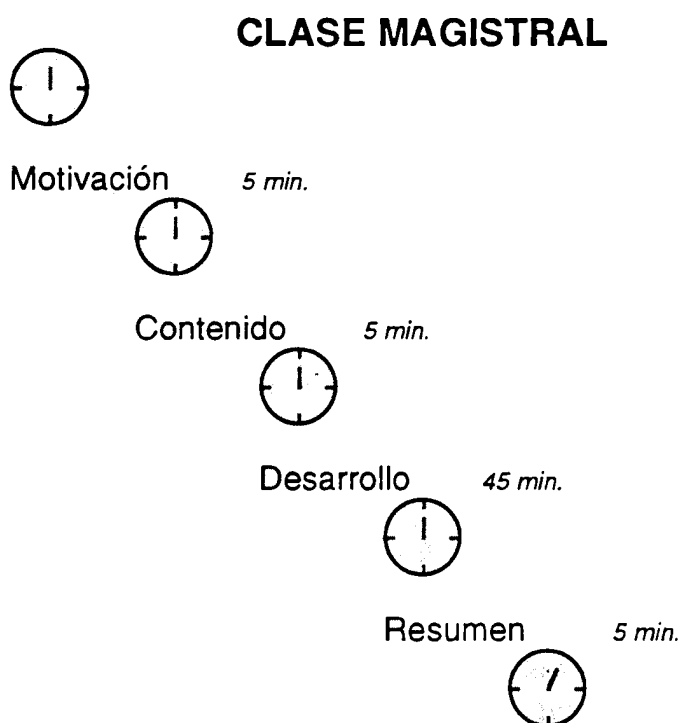 CLASE MAGISTRAL
Motivación 5 min.
Contenido 5 min.
Desarrollo 45 min.
Resumen 5 min.